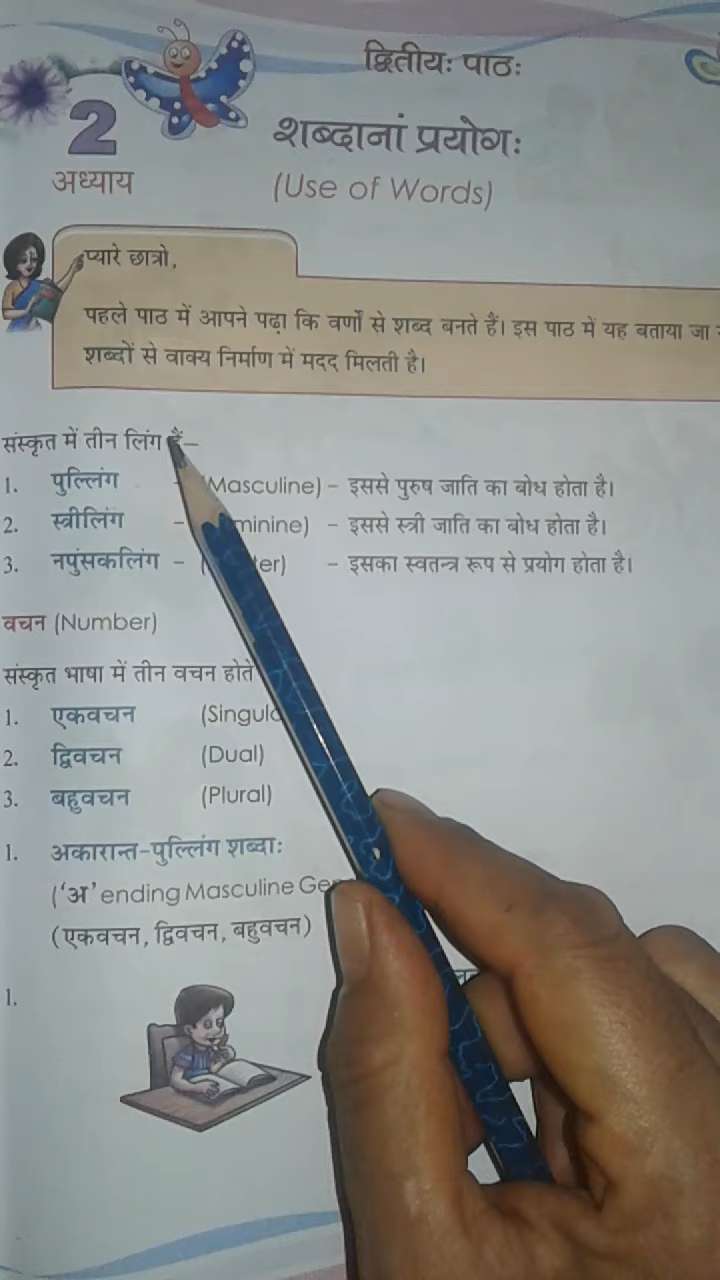 द्वितीयः पाठः
2
अध्याय
शब्दानां प्रयोगः
(Use of Words)
प्यारे छात्रो,
पहले पाठ में आपने पढ़ा कि वर्णों से शब्द बनते हैं। इस पाठ में यह बताया जा
शब्दों से वाक्य निर्माण में मदद मिलती है।
संस्कृत में तीन लिंग हैं–
1. पुल्लिंग - (Masculine) – इससे पुरुष जाति का बोध होता है।
2. स्त्रीलिंग – minine) – इससे स्त्री जाति का बोध होता है।
3. नपुंसकलिंग – ( er) – इसका स्वतन्त्र रूप से प्रयोग होता है।
वचन (Number)
संस्कृत भाषा में तीन वचन होते
1. एकवचन (Singul
2. द्विवचन (Dual)
3. बहुवचन (Plural)
1. अकारान्त-पुल्लिंग शब्दाः
('अ' ending Masculine Ge
(एकवचन, द्विवचन, बहुवचन)
1.